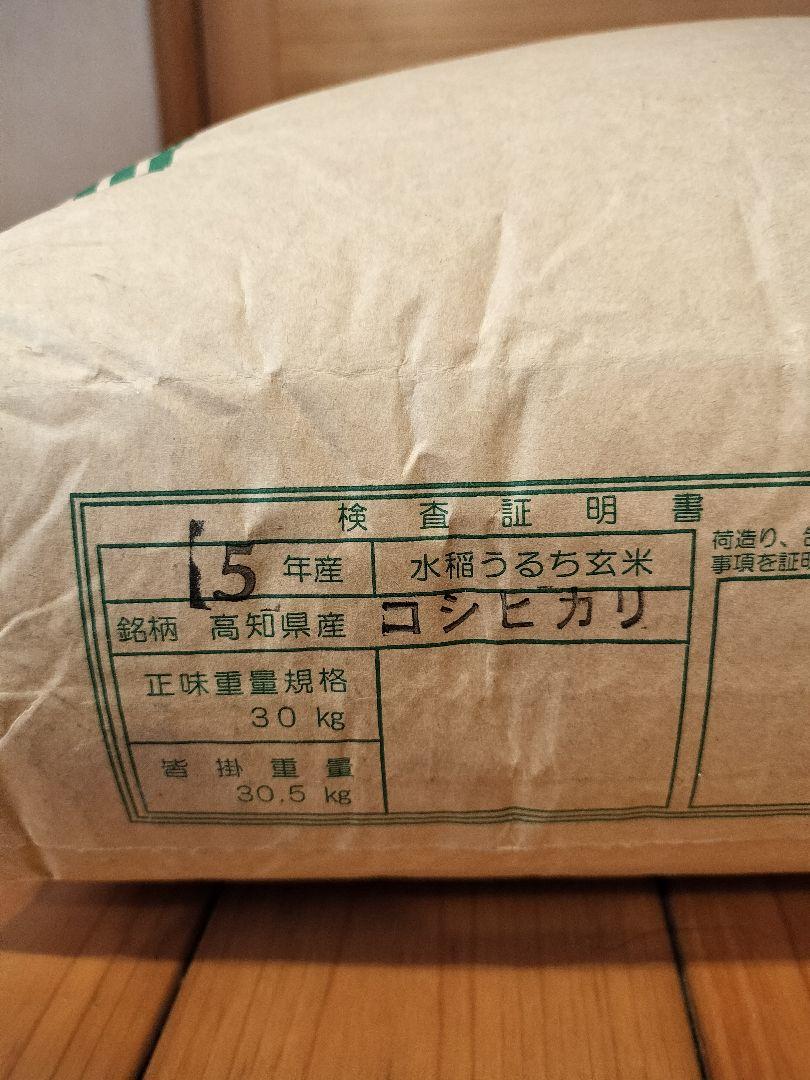 検査証明書
5年産 水稲うるち玄米
銘柄 高知県産 コシヒカリ
正味重量規格
30 kg
皆掛重量
30.5 kg
荷造り、
事項を証明